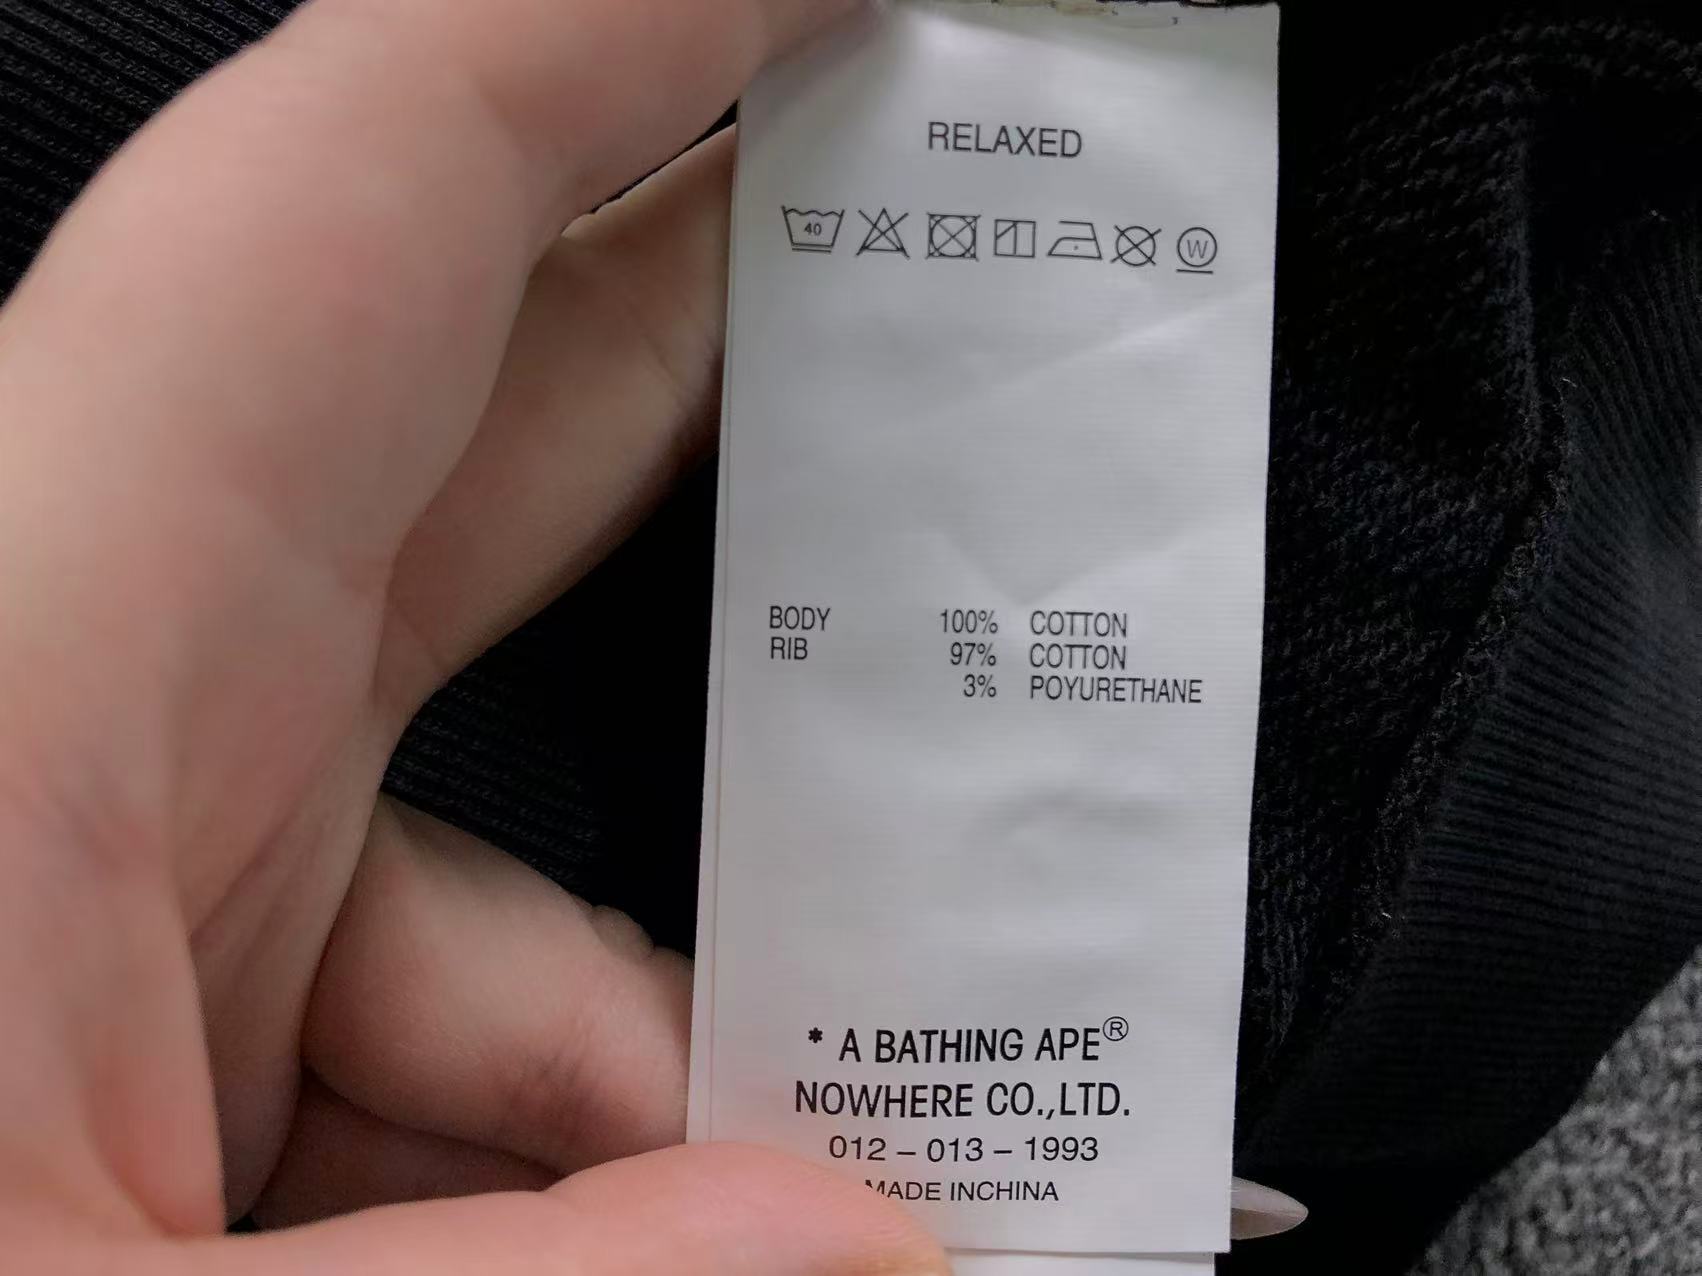 RELAXED
40 W
BODY 100% COTTON
RIB 97% COTTON
3% POYURETHANE
* A BATHING APE®
NOWHERE CO.,LTD.
012 – 013 – 1993
MADE INCHINA